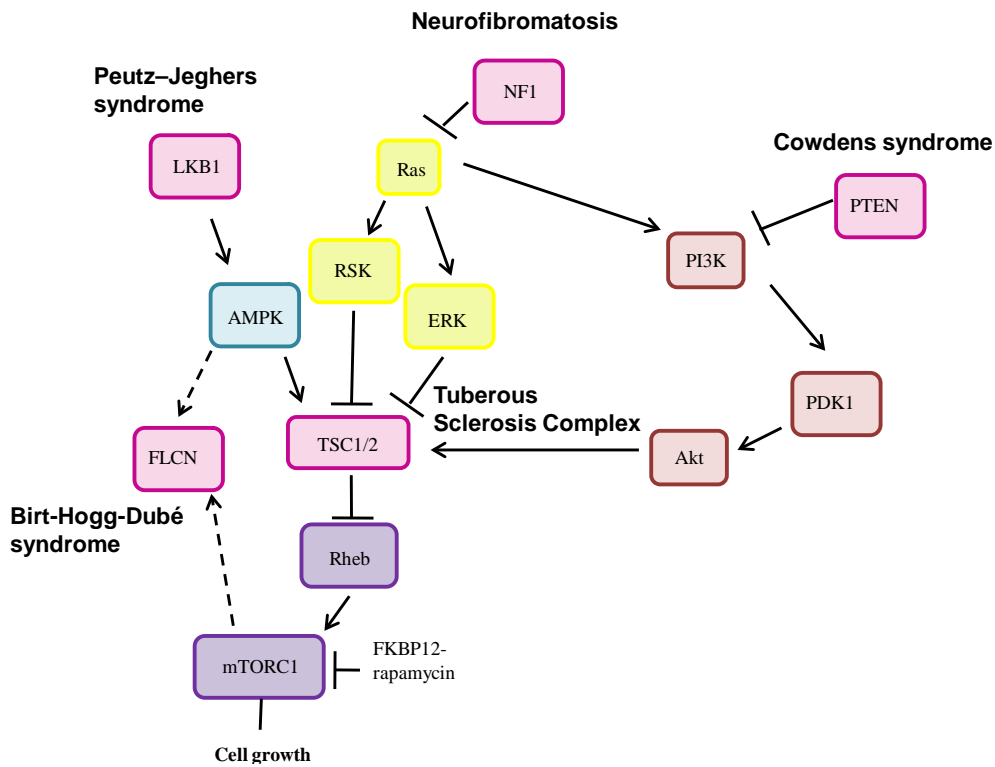 Neurofibromatosis
Peutz–Jeghers
syndrome
NF1
Cowdens syndrome
LKB1
Ras
PTEN
PI3K
RSK
AMPK
ERK
Tuberous
Sclerosis Complex
PDK1
TSC1/2
Akt
FLCN
Birt-Hogg-Dubé
syndrome
Rheb
mTORC1
FKBP12-
rapamycin
Cell growth